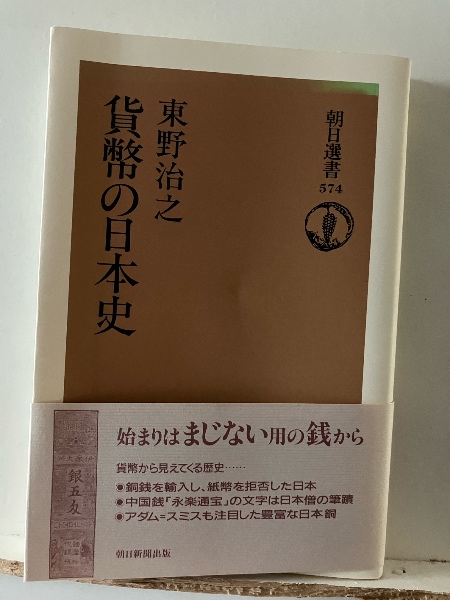 朝日選書
574
東野治之
貨幣の日本史
始まりはまじない用の銭から
貨幣から見えてくる歴史……
●銅銭を輸入し、紙幣を拒否した日本
●中国銭「永楽通宝」の文字は日本僧の筆蹟
●アダム=スミスも注目した豊富な日本銅
朝日新聞出版
銀五匁